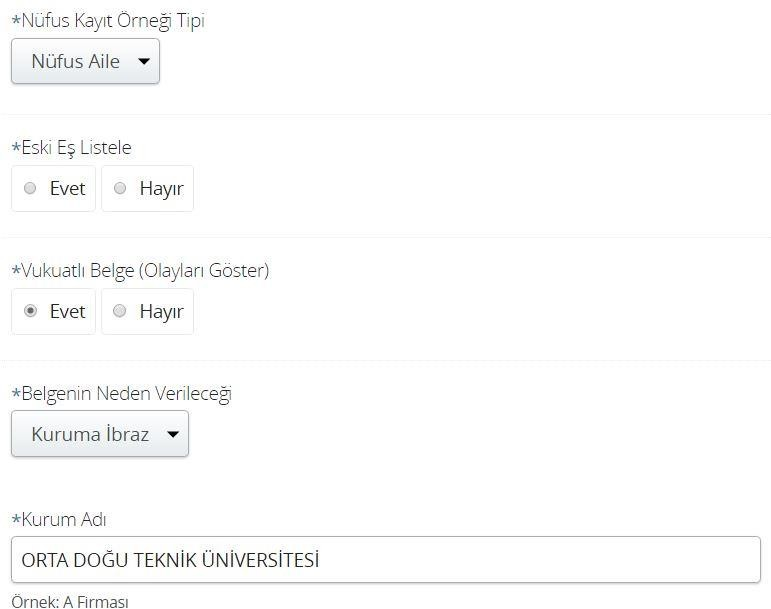 *Nüfus Kayıt Örneği Tipi
Nüfus Aile
*Eski Eş Listele
Evet Hayır
*Vukuatlı Belge (Olayları Göster)
Evet Hayır
*Belgenin Neden Verileceği
Kuruma İbraz
*Kurum Adı
ORTA DOĞU TEKNİK ÜNİVERSİTESİ
Örnek: A Firması